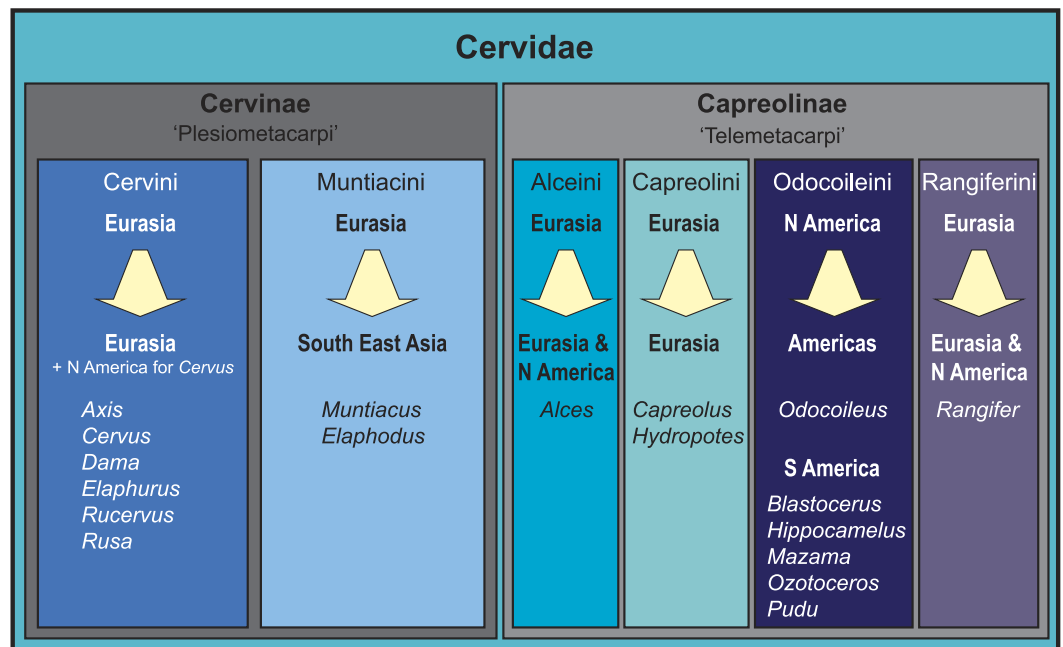 Cervidae
Cervinae
'Plesiometacarpi'
Cervini
Eurasia
Eurasia
+ N America for Cervus
Axis
Cervus
Dama
Elaphurus
Rucervus
Rusa
Muntiacini
Eurasia
South East Asia
Muntiacus
Elaphodus
Capreolinae
'Telemetacarpi'
Alceini
Eurasia
Eurasia &
N America
Alces
Capreolini
Eurasia
Eurasia
Capreolus
Hydropotes
Odocoileini
N America
Americas
Odocoileus
S America
Blastocerus
Hippocamelus
Mazama
Ozotoceros
Pudu
Rangiferini
Eurasia
Eurasia &
N America
Rangifer